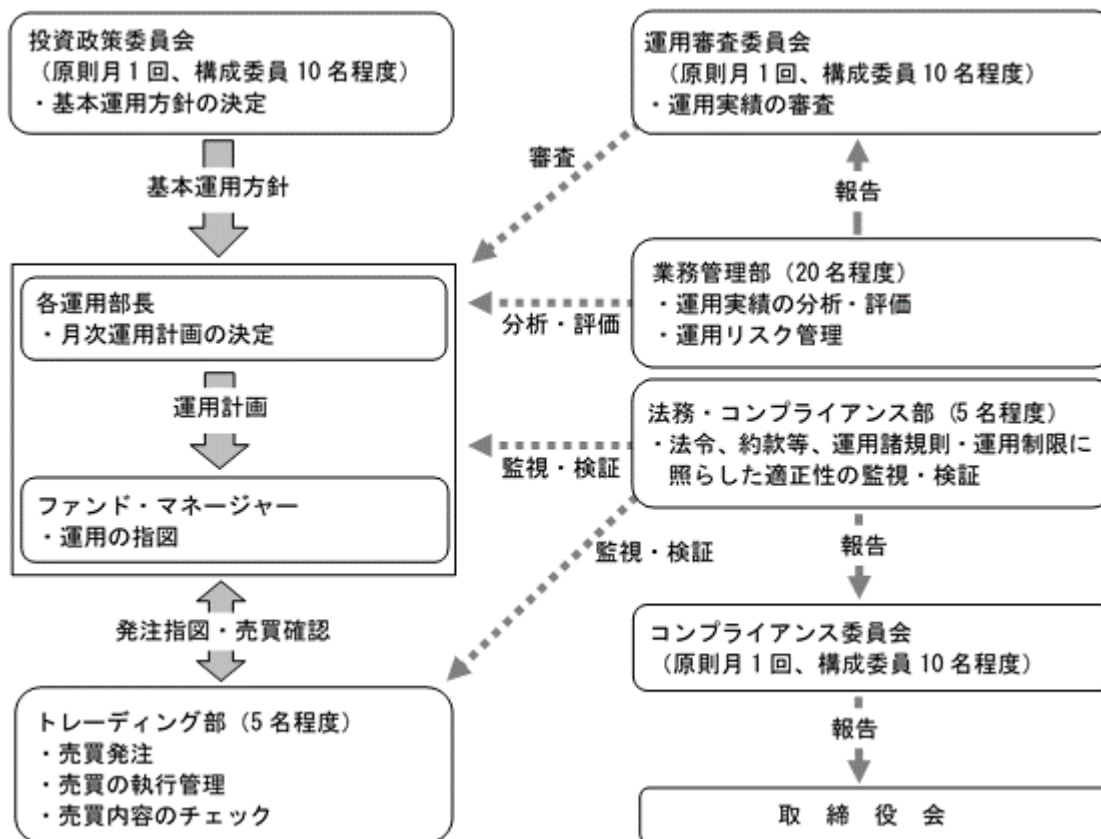 投資政策委員会
（原則月１回、構成委員 10 名程度）
・基本運用方針の決定
基本運用方針
各運用部長
・月次運用計画の決定
運用計画
ファンド・マネージャー
・運用の指図
発注指図・売買確認
トレーディング部（5 名程度）
・売買発注
・売買の執行管理
・売買内容のチェック
運用審査委員会
（原則月１回、構成委員 10 名程度）
・運用実績の審査
審査
報告
業務管理部（20 名程度）
・運用実績の分析・評価
・運用リスク管理
分析・評価
法務・コンプライアンス部（5 名程度）
・法令、約款等、運用諸規則・運用制限に
照らした適正性の監視・検証
監視・検証
監視・検証
報告
コンプライアンス委員会
（原則月１回、構成委員 10 名程度）
報告
取　締　役　会